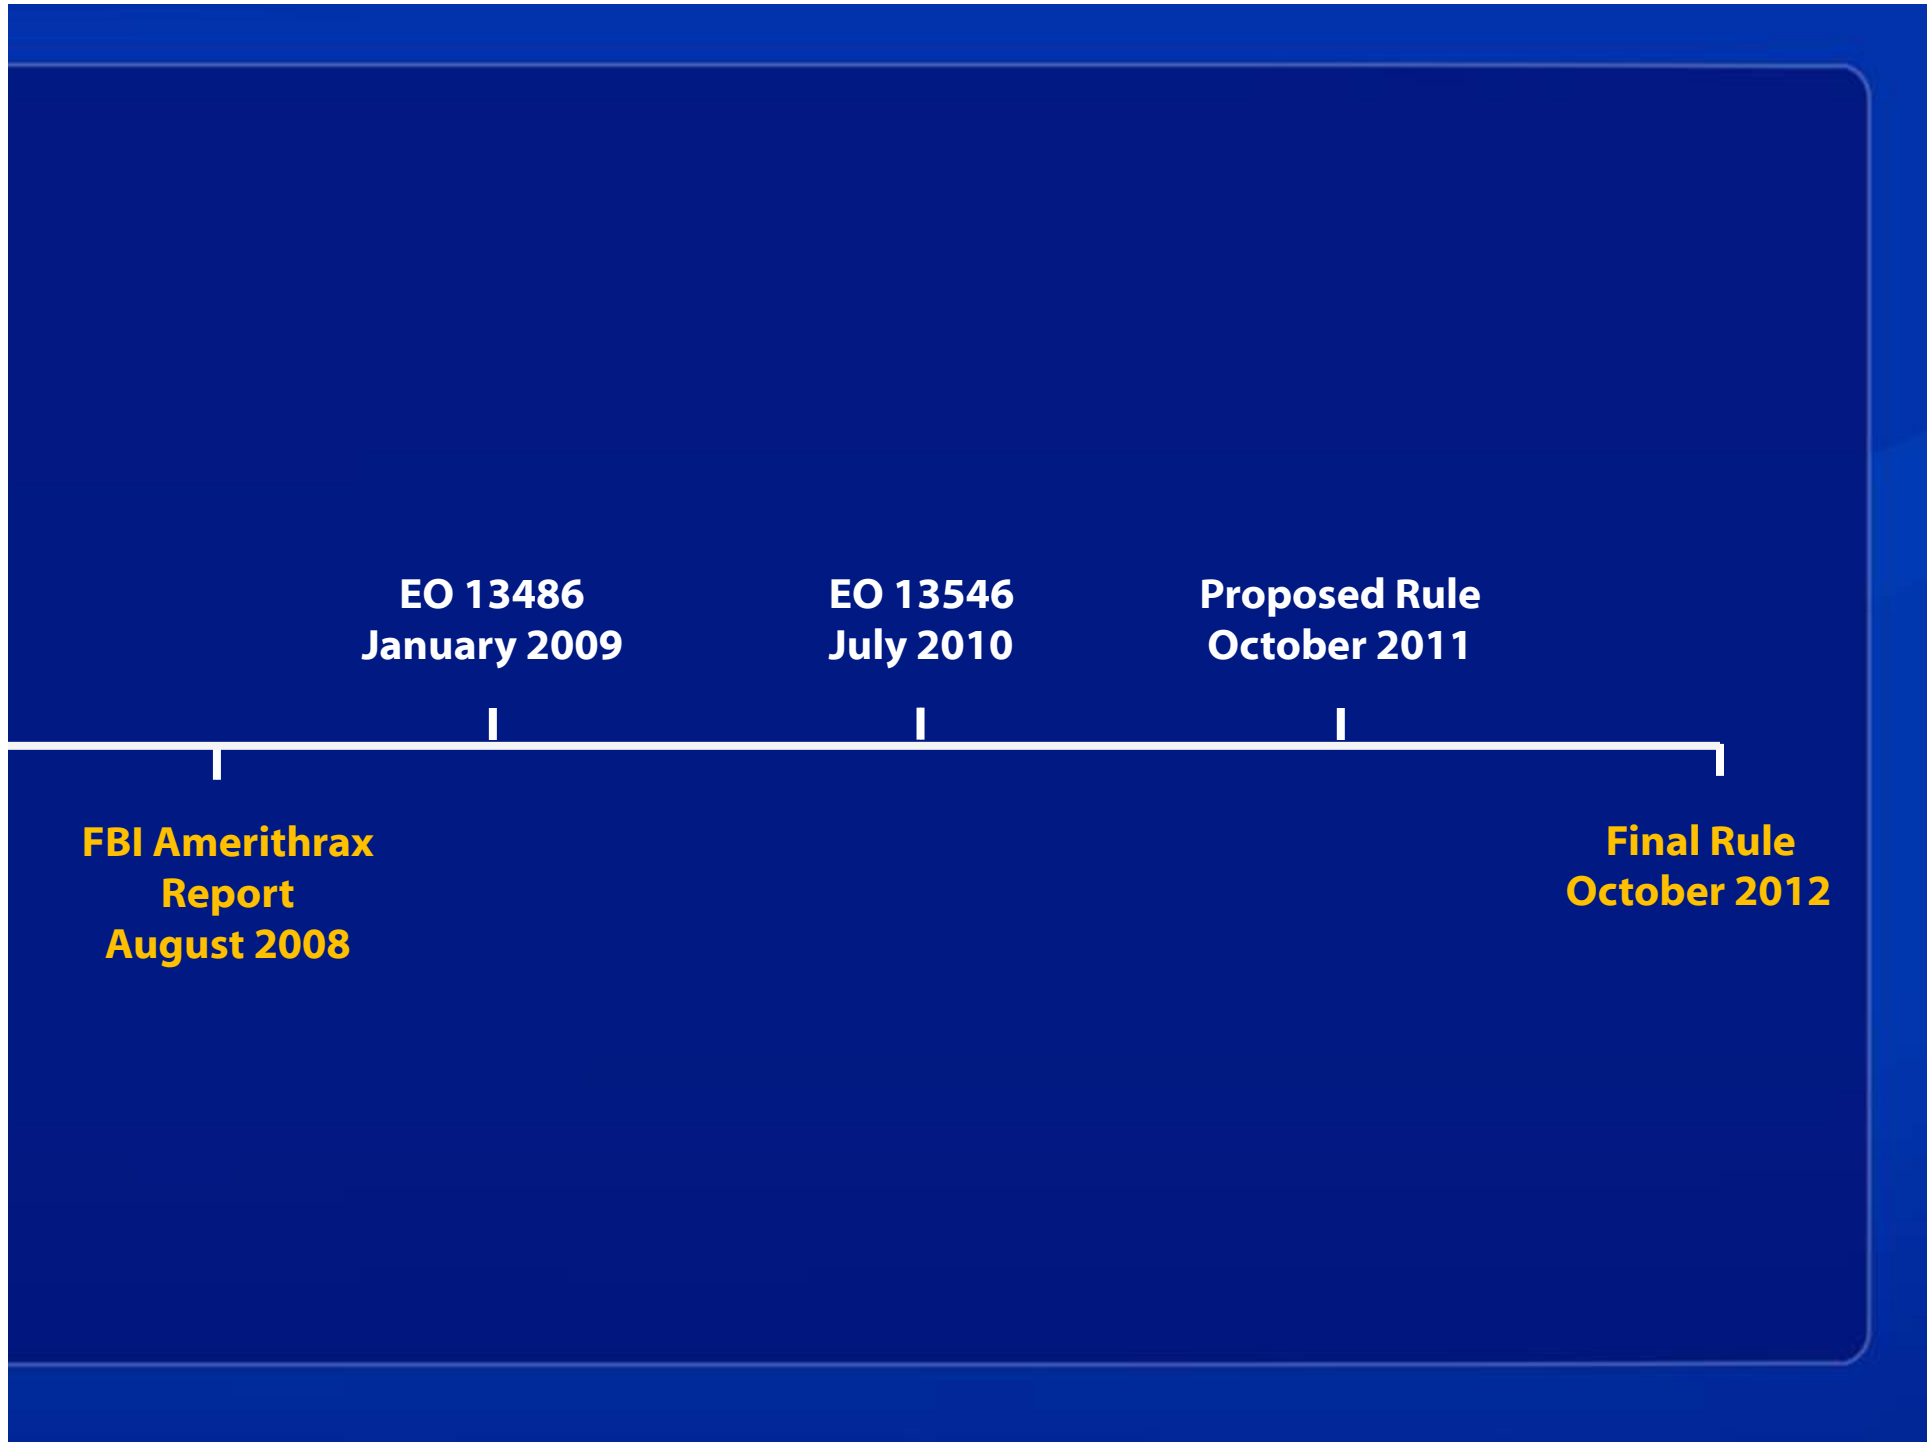 EO 13486
January 2009
EO 13546
July 2010
Proposed Rule
October 2011
FBI Amerithrax
Report
August 2008
Final Rule
October 2012